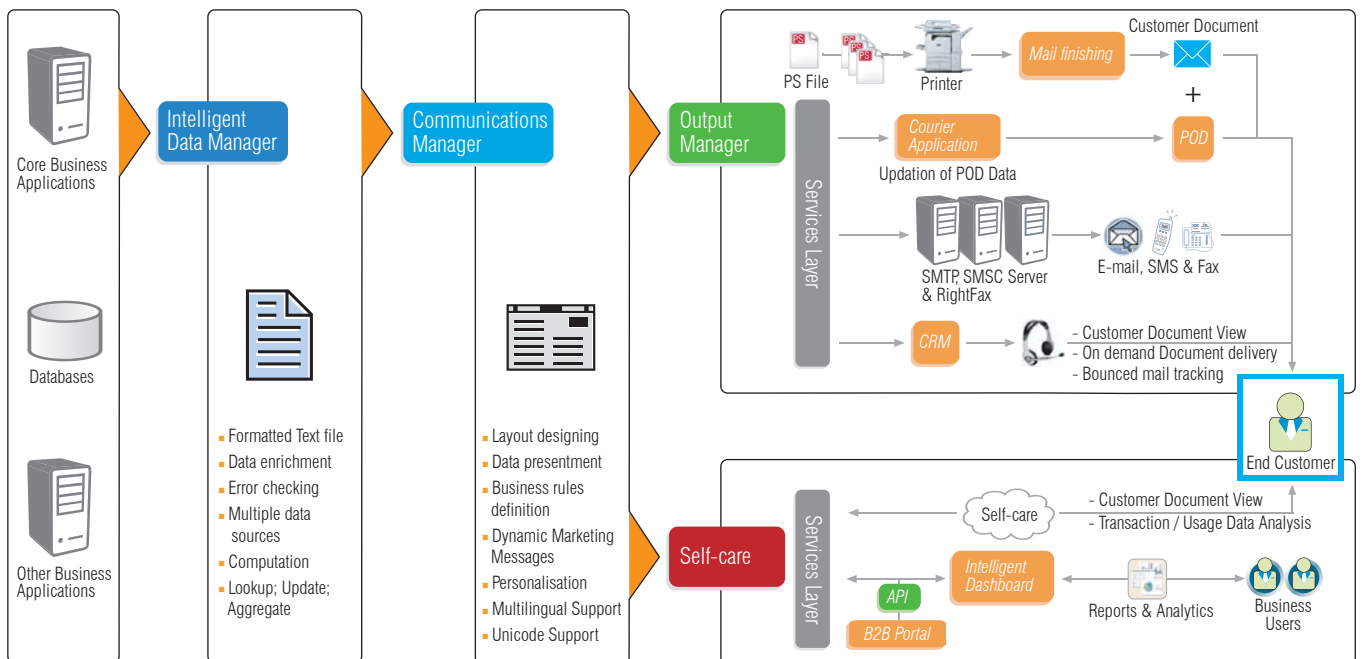 Core Business
Applications
Databases
Other Business
Applications
Intelligent
Data Manager
Formatted Text file
Data enrichment
Error checking
Multiple data
sources
Computation
Lookup; Update;
Aggregate
Communications
Manager
Layout designing
Data presentment
Business rules
definition
Dynamic Marketing
Messages
Personalisation
Multilingual Support
Unicode Support
Output
Manager
PS
PS File
PS
PS
PS
Printer
Mail finishing
Customer Document
+
Services Layer
Courier
Application
Updation of POD Data
POD
SMTP, SMSC Server
& RightFax
E-mail, SMS & Fax
CRM
- Customer Document View
- On demand Document delivery
- Bounced mail tracking
End Customer
Self-care
Services Layer
Self-care
- Customer Document View
- Transaction / Usage Data Analysis
Intelligent
Dashboard
API
B2B Portal
Reports & Analytics
Business
Users